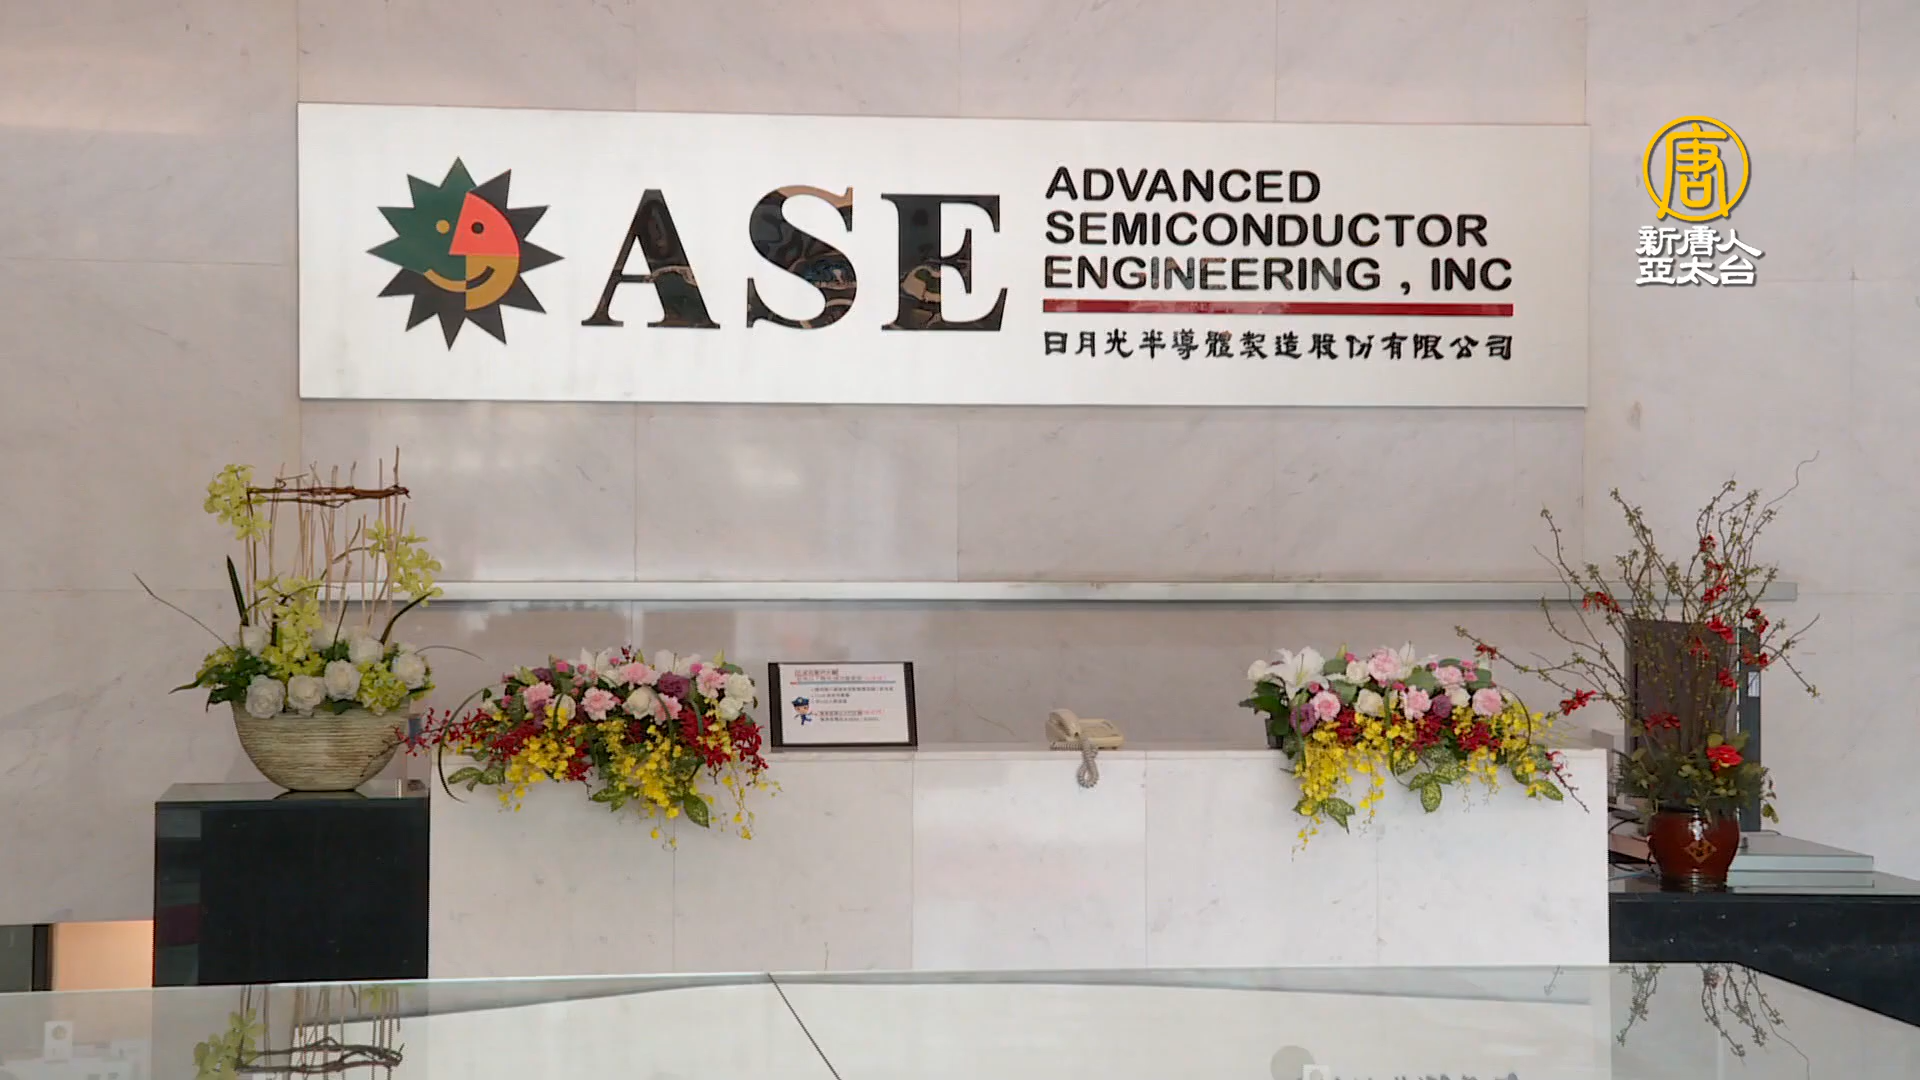 ASE
ADVANCED
SEMICONDUCTOR
ENGINEERING , INC
日月光半導體製造股份有限公司
唐
新唐人
亞太台